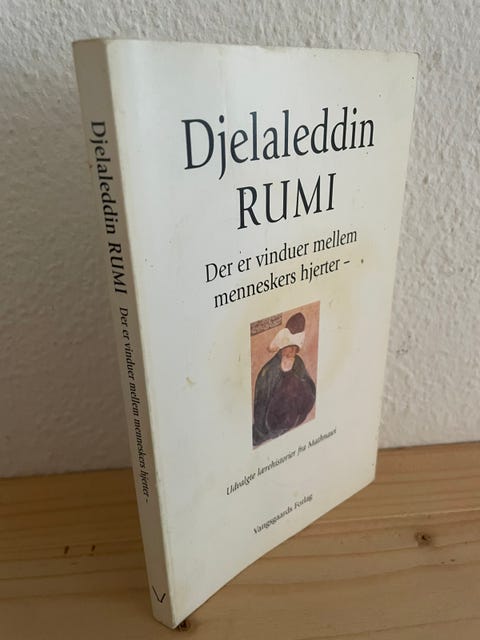 Djelaleddin RUMI Der er vinduer mellem menneskers hjerter –
Djelaleddin
RUMI
Der er vinduer mellem
menneskers hjerter –
Udvalgte lærehistorier fra Mathnawi
Vangsgaards Forlag